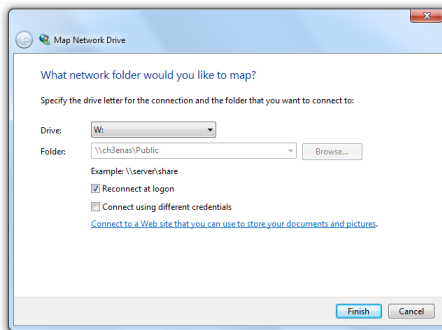 Map Network Drive
What network folder would you like to map?
Specify the drive letter for the connection and the folder that you want to connect to:
Drive: W:
Folder: \\ch3enas\Public Browse...
Example: \\server\share
Reconnect at logon
Connect using different credentials
Connect to a Web site that you can use to store your documents and pictures.
Finish Cancel